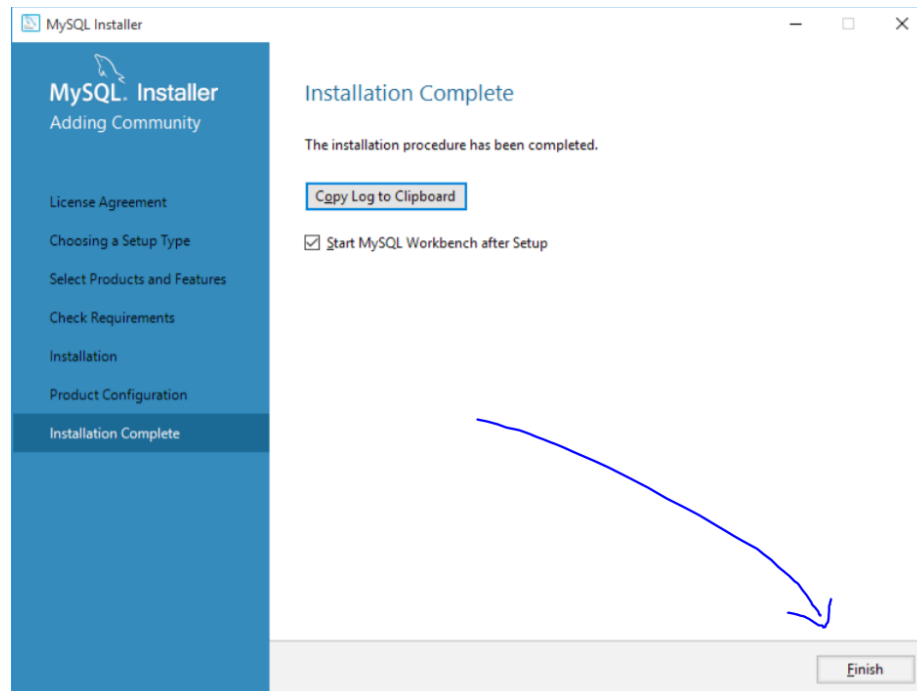 MySQL Installer
MySQL. Installer
Adding Community
License Agreement
Choosing a Setup Type
Select Products and Features
Check Requirements
Installation
Product Configuration
Installation Complete
Installation Complete
The installation procedure has been completed.
Copy Log to Clipboard
Start MySQL Workbench after Setup
Finish